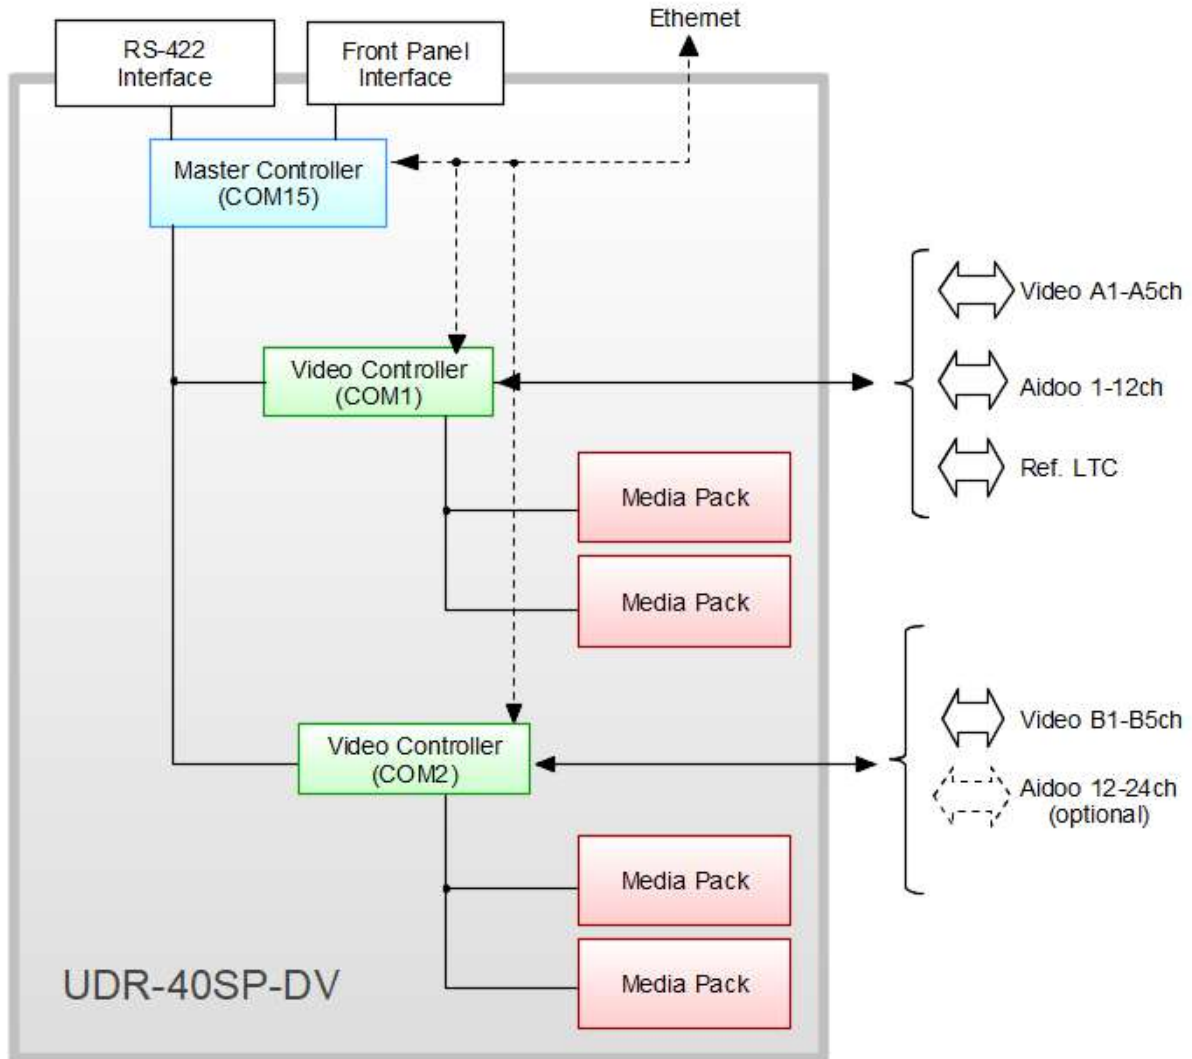 Ethernet
RS-422
Interface
Front Panel
Interface
Master Controller
(COM15)
Video Controller
(COM1)
Media Pack
Media Pack
Video A1-A5ch
Aidoo 1-12ch
Ref. LTC
Video Controller
(COM2)
Media Pack
Media Pack
Video B1-B5ch
Aidoo 12-24ch
(optional)
UDR-40SP-DV